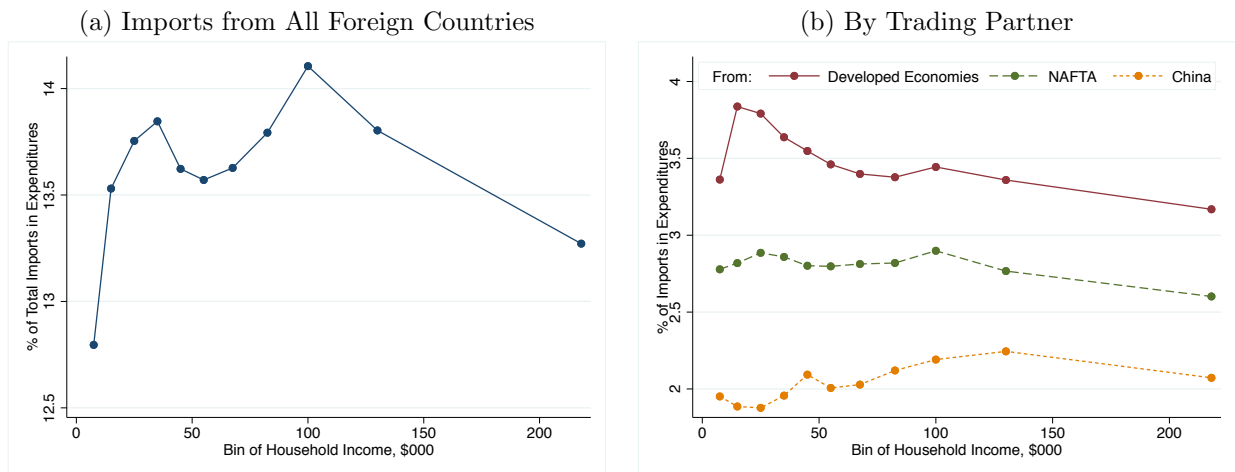 (a) Imports from All Foreign Countries
% of Total Imports in Expenditures
14
13.5
13
12.5
0 50 100 150 200
Bin of Household Income, $000
(b) By Trading Partner
From: Developed Economies NAFTA China
% of Imports in Expenditures
4
3.5
3
2.5
2
0 50 100 150 200
Bin of Household Income, $000